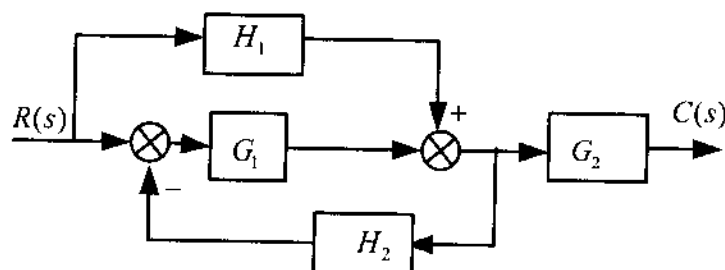 H₁
+
R(s)
G₁
G₂
C(s)
−
H₂